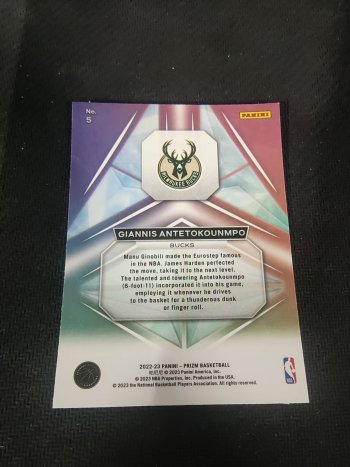 No.
5
PANINI
MILWAUKEE BUCKS
GIANNIS ANTETOKOUNMPO
BUCKS
Manu Ginobili made the Eurostep famous
in the NBA. James Harden perfected
the move, taking it to the next level.
The talented and towering Antetokounmpo
(6-foot-11) incorporated it into his game,
employing it whenever he drives
to the basket for a thunderous dunk
or finger roll.
2022-23 PANINI - PRIZM BASKETBALL
© 2023 Panini America, Inc.
© 2023 NBA Properties, Inc. Produced in the USA.
© 2023 the National Basketball Players Association. All rights reserved.
NBA